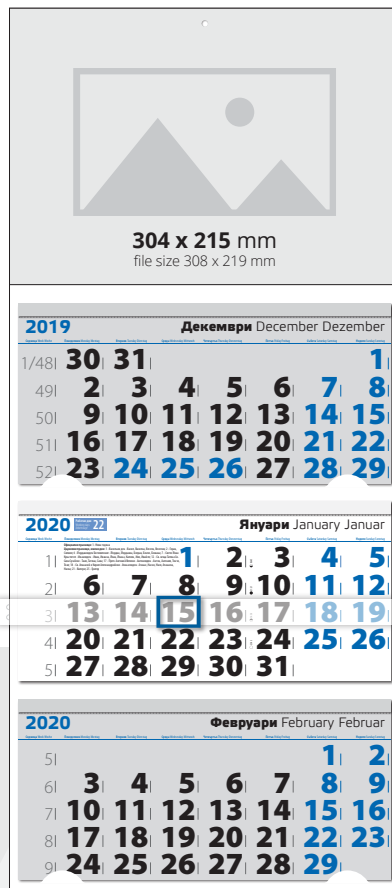 304 x 215 mm
file size 308 x 219 mm
2019 Декември December Dezember
1/48 30 31 1
49 2 3 4 5 6 7 8
50 9 10 11 12 13 14 15
51 16 17 18 19 20 21 22
52 23 24 25 26 27 28 29
2020 22 Януари January Januar
1 1 2 3 4 5
2 6 7 8 9 10 11 12
3 13 14 15 16 17 18 19
4 20 21 22 23 24 25 26
5 27 28 29 30 31
2020 Февруари February Februar
5 1 2
6 3 4 5 6 7 8 9
7 10 11 12 13 14 15 16
8 17 18 19 20 21 22 23
9 24 25 26 27 28 29